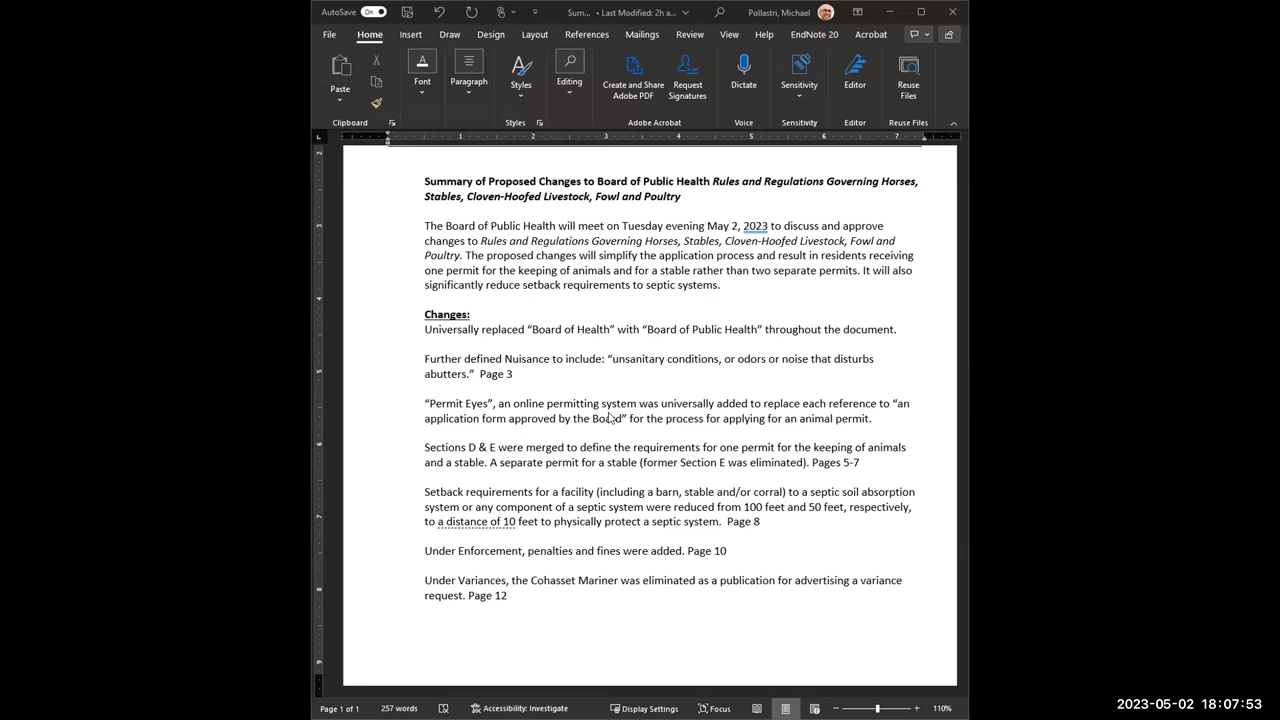 AutoSave On Sum... • Last Modified: 2h a... Pollastri, Michael
File Home Insert Draw Design Layout References Mailings Review View Help EndNote 20 Acrobat
Paste Font Paragraph Styles Editing Create and Share Adobe PDF Request Signatures Dictate Sensitivity Editor Reuse Files
Clipboard Styles Adobe Acrobat Voice Sensitivity Editor Reuse Files
1 2 3 4 5 6 7
Summary of Proposed Changes to Board of Public Health Rules and Regulations Governing Horses,
Stables, Cloven-Hoofed Livestock, Fowl and Poultry
The Board of Public Health will meet on Tuesday evening May 2, 2023 to discuss and approve
changes to Rules and Regulations Governing Horses, Stables, Cloven-Hoofed Livestock, Fowl and
Poultry. The proposed changes will simplify the application process and result in residents receiving
one permit for the keeping of animals and for a stable rather than two separate permits. It will also
significantly reduce setback requirements to septic systems.
Changes:
Universally replaced “Board of Health” with “Board of Public Health” throughout the document.
Further defined Nuisance to include: “unsanitary conditions, or odors or noise that disturbs
abutters.” Page 3
“Permit Eyes”, an online permitting system was universally added to replace each reference to “an
application form approved by the Board” for the process for applying for an animal permit.
Sections D & E were merged to define the requirements for one permit for the keeping of animals
and a stable. A separate permit for a stable (former Section E was eliminated). Pages 5-7
Setback requirements for a facility (including a barn, stable and/or corral) to a septic soil absorption
system or any component of a septic system were reduced from 100 feet and 50 feet, respectively,
to a distance of 10 feet to physically protect a septic system. Page 8
Under Enforcement, penalties and fines were added. Page 10
Under Variances, the Cohasset Mariner was eliminated as a publication for advertising a variance
request. Page 12
2
3
4
5
6
7
8
9
Page 1 of 1 257 words Accessibility: Investigate Display Settings Focus 110%
2023-05-02 18:07:53